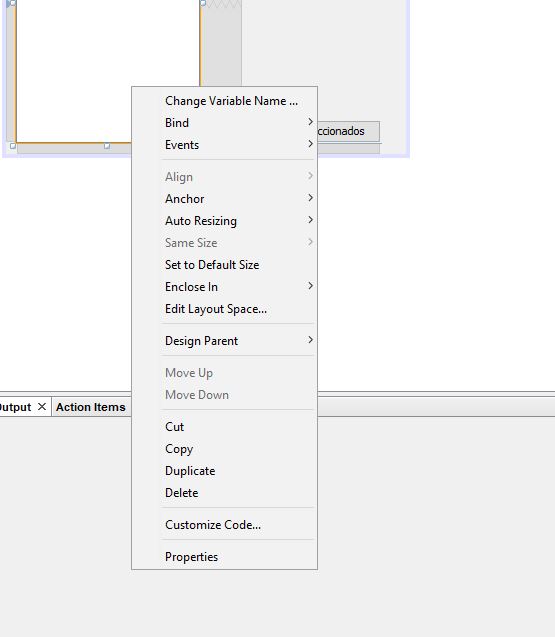 Change Variable Name ...
Bind
Events
ccionados
Align
Anchor
Auto Resizing
Same Size
Set to Default Size
Enclose In
Edit Layout Space...
Design Parent
Move Up
Move Down
utput × Action Items
Cut
Copy
Duplicate
Delete
Customize Code...
Properties